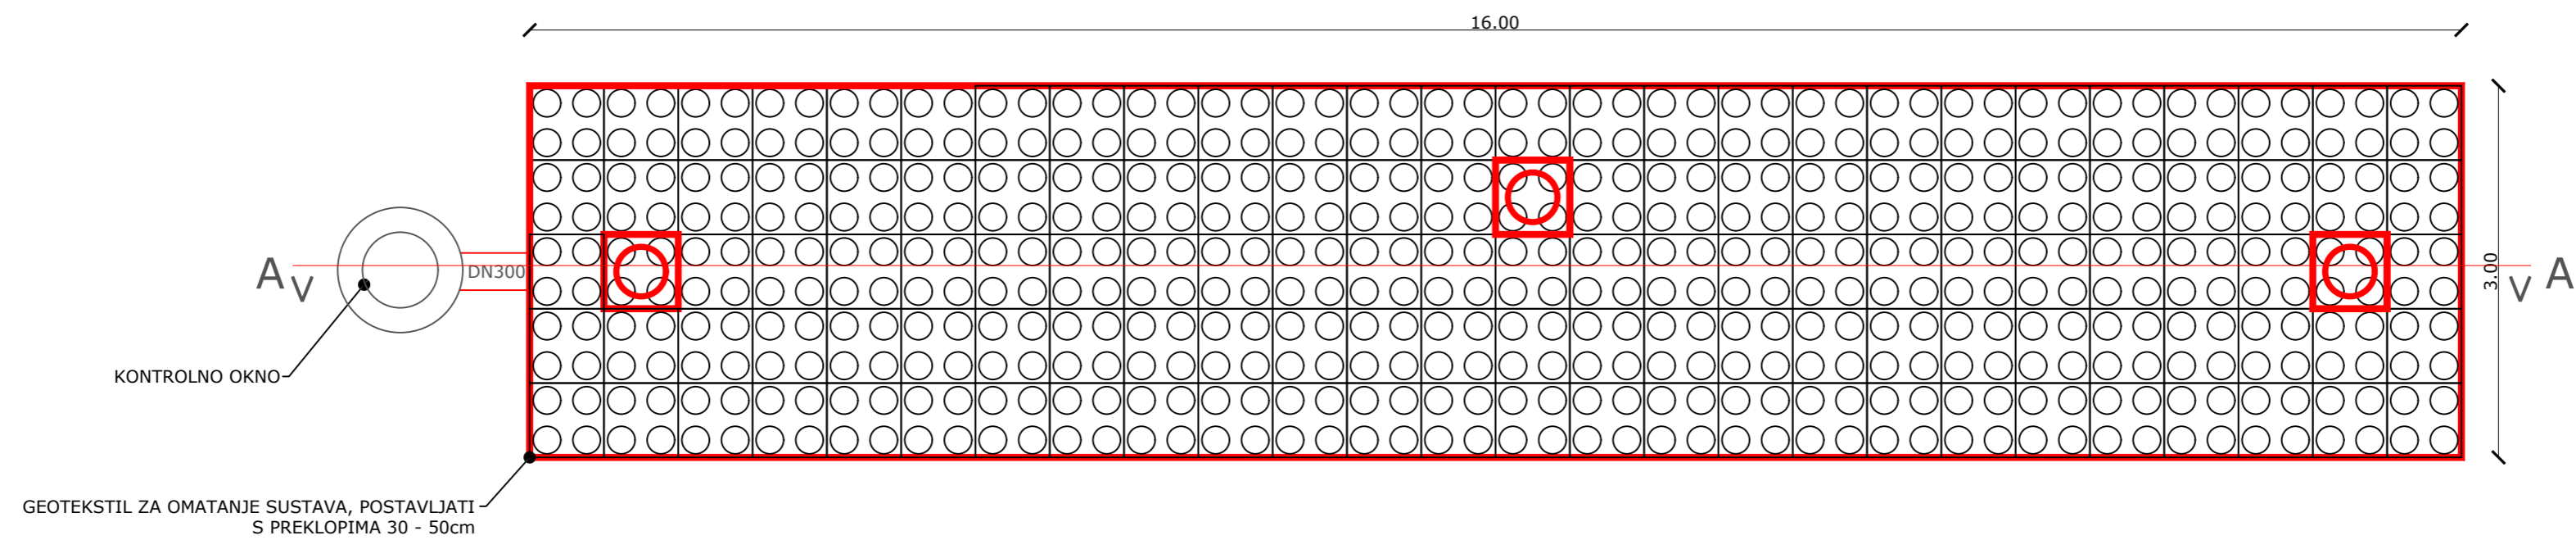 16.00
A
V
DN300
3.00
V
A
KONTROLNO OKNO
GEOTEKSTIL ZA OMATANJE SUSTAVA, POSTAVLJATI
S PREKLOPIMA 30 - 50cm